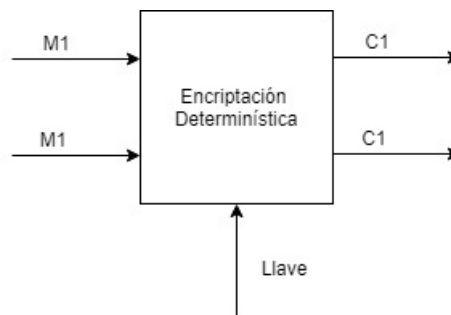 M1
C1
Encriptación
Determinística
M1
C1
Llave